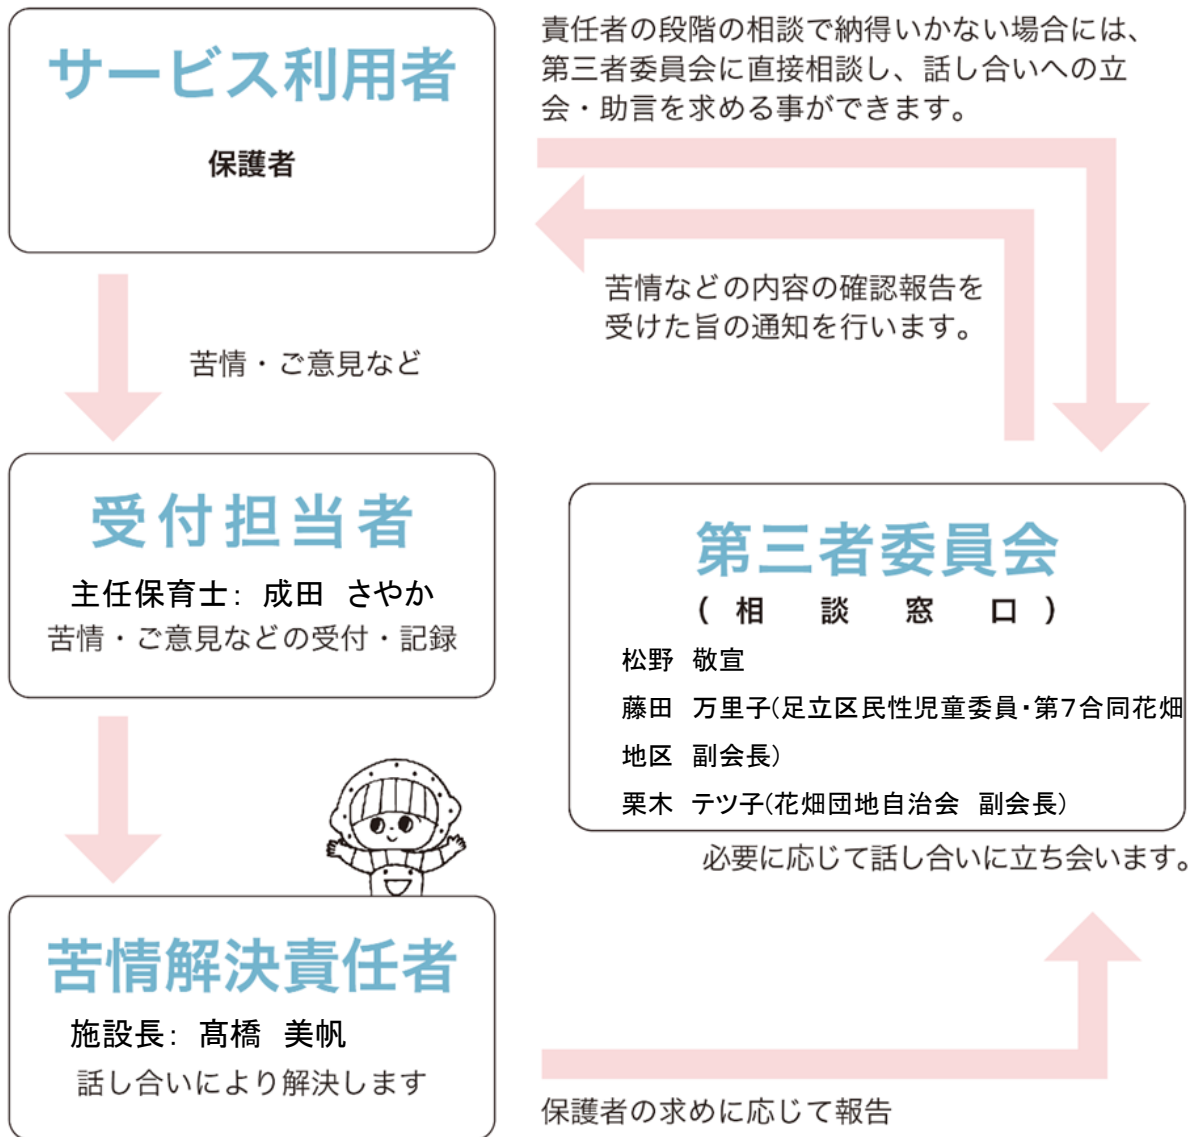 サービス利用者
保護者
責任者の段階の相談で納得いかない場合には、
第三者委員会に直接相談し、話し合いへの立
会・助言を求める事ができます。
苦情などの内容の確認報告を
受けた旨の通知を行います。
苦情・ご意見など
受付担当者
主任保育士： 成田　さやか
苦情・ご意見などの受付・記録
第三者委員会
(相談窓口)
松野　敬宣
藤田　万里子(足立区民性児童委員・第７合同花畑
地区　副会長)
栗木　テツ子(花畑団地自治会　副会長)
必要に応じて話し合いに立ち会います。
苦情解決責任者
施設長： 髙橋　美帆
話し合いにより解決します
保護者の求めに応じて報告